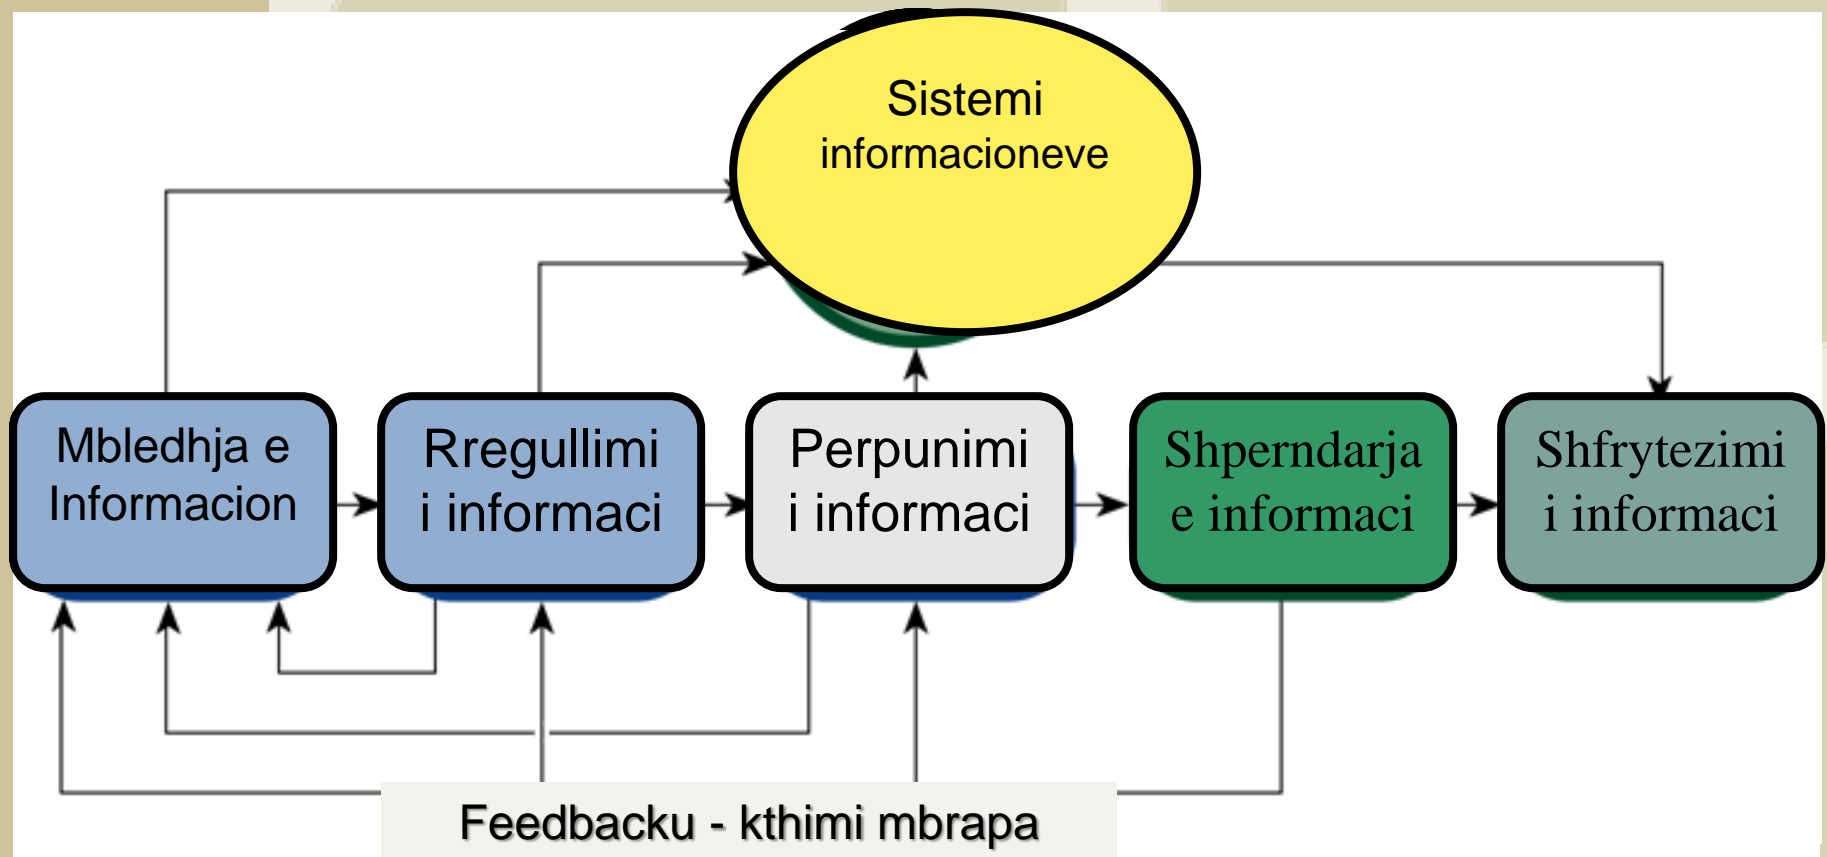 Sistemi
informacioneve
Mbledhja e
Informacion
Rregullimi
i informaci
Perpunimi
i informaci
Shperndarja
e informaci
Shfrytezimi
i informaci
Feedbacku - kthimi mbrapa